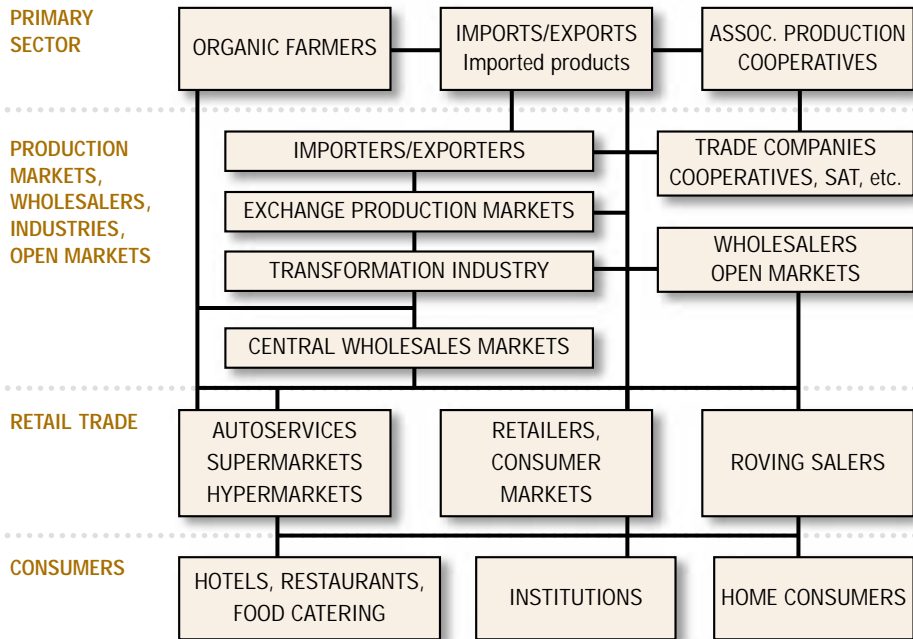 PRIMARY
SECTOR
ORGANIC FARMERS
IMPORTS/EXPORTS
Imported products
ASSOC. PRODUCTION
COOPERATIVES
PRODUCTION
MARKETS,
WHOLESALERS,
INDUSTRIES,
OPEN MARKETS
IMPORTERS/EXPORTERS
TRADE COMPANIES
COOPERATIVES, SAT, etc.
EXCHANGE PRODUCTION MARKETS
TRANSFORMATION INDUSTRY
WHOLESALERS
OPEN MARKETS
CENTRAL WHOLESALES MARKETS
RETAIL TRADE
AUTOSERVICES
SUPERMARKETS
HYPERMARKETS
RETAILERS,
CONSUMER
MARKETS
ROVING SALERS
CONSUMERS
HOTELS, RESTAURANTS,
FOOD CATERING
INSTITUTIONS
HOME CONSUMERS